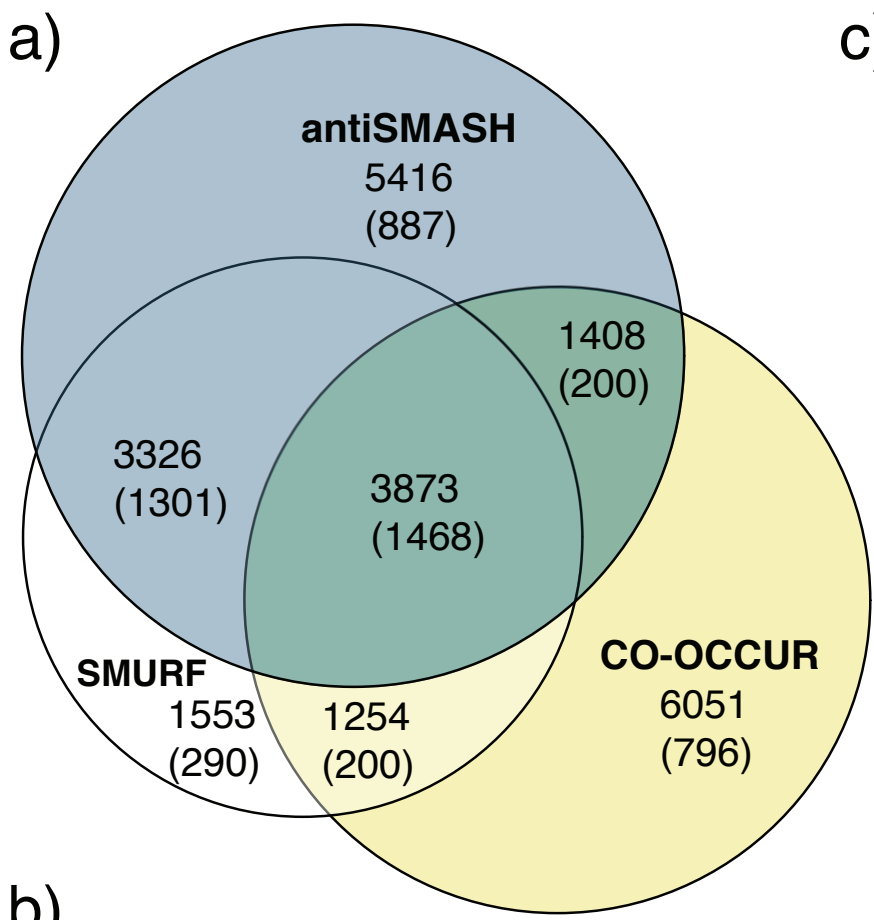 a)
c)
antiSMASH
5416
(887)
1408
(200)
3326
(1301)
3873
(1468)
SMURF
1553
(290)
1254
(200)
CO-OCCUR
6051
(796)
b)